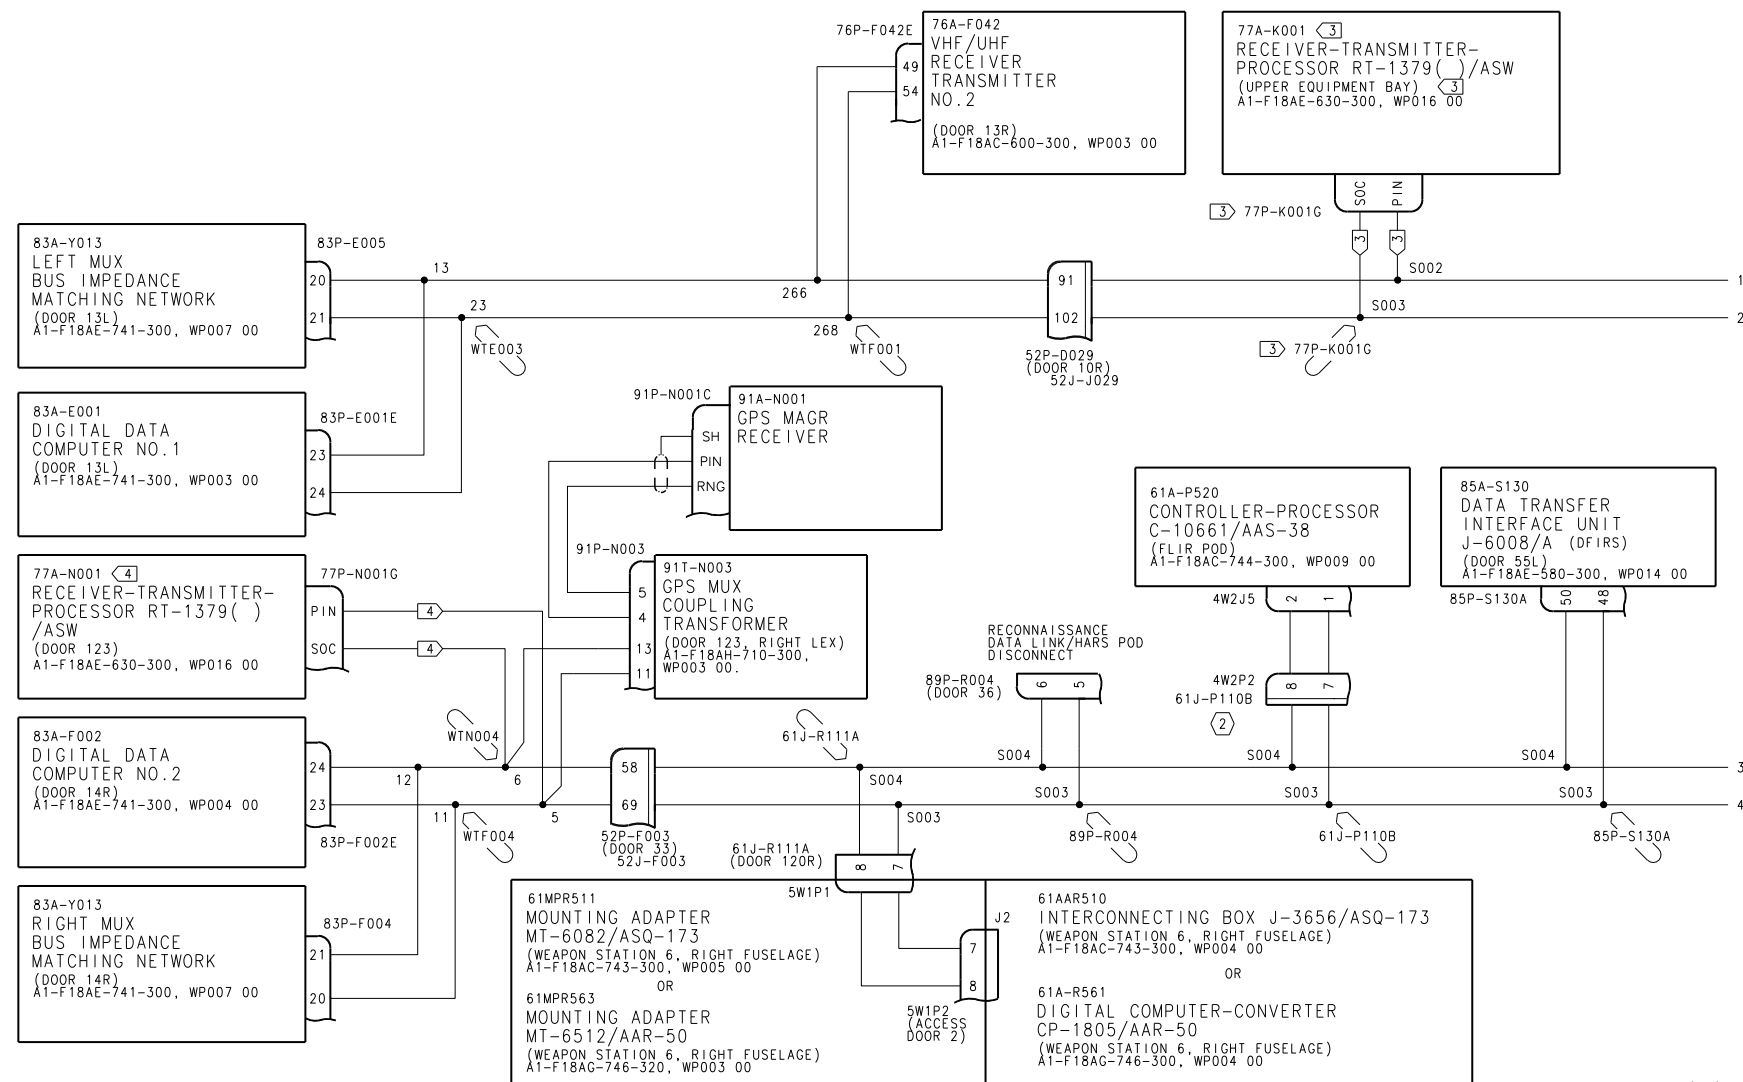 76P-F042E
49
54
76A-F042
VHF/UHF
RECEIVER
TRANSMITTER
NO.2
(DOOR 13R)
A1-F18AC-600-300, WP003 00
77A-K001 3
RECEIVER-TRANSMITTER-
PROCESSOR RT-1379( )/ASW
(UPPER EQUIPMENT BAY) 3
A1-F18AE-630-300, WP016 00
SOC
PIN
3 77P-K001G
3
3
83A-Y013
LEFT MUX
BUS IMPEDANCE
MATCHING NETWORK
(DOOR 13L)
A1-F18AE-741-300, WP007 00
83P-E005
20
21
13
23
WTE003
266
268
WTF001
91
102
52P-D029
(DOOR 10R)
52J-J029
S002
S003
3 77P-K001G
1
2
83A-E001
DIGITAL DATA
COMPUTER NO.1
(DOOR 13L)
A1-F18AE-741-300, WP003 00
83P-E001E
23
24
91P-N001C
SH
PIN
RNG
91A-N001
GPS MAGR
RECEIVER
77A-N001 4
RECEIVER-TRANSMITTER-
PROCESSOR RT-1379( )
/ASW
(DOOR 123)
A1-F18AE-630-300, WP016 00
77P-N001G
PIN
SOC
4
4
91P-N003
5
4
13
11
91T-N003
GPS MUX
COUPLING
TRANSFORMER
(DOOR 123, RIGHT LEX)
A1-F18AH-710-300,
WP003 00.
61A-P520
CONTROLLER-PROCESSOR
C-10661/AAS-38
(FLIR POD)
A1-F18AC-744-300, WP009 00
4W2J5
2
1
85A-S130
DATA TRANSFER
INTERFACE UNIT
J-6008/A (DFIRS)
(DOOR 55L)
A1-F18AE-580-300, WP014 00
85P-S130A
50
48
RECONNAISSANCE
DATA LINK/HARS POD
DISCONNECT
89P-R004
(DOOR 36)
6
5
4W2P2
61J-P110B
2
8
7
83A-F002
DIGITAL DATA
COMPUTER NO.2
(DOOR 14R)
A1-F18AE-741-300, WP004 00
24
23
83P-F002E
12
11
WTN004
WTF004
6
5
58
69
52P-F003
(DOOR 33)
52J-F003
61J-R111A
S004
S003
S004
S003
89P-R004
S004
S003
61J-P110B
S004
S003
85P-S130A
3
4
61J-R111A
(DOOR 120R)
8
7
5W1P1
83A-Y013
RIGHT MUX
BUS IMPEDANCE
MATCHING NETWORK
(DOOR 14R)
A1-F18AE-741-300, WP007 00
83P-F004
21
20
61MPR511
MOUNTING ADAPTER
MT-6082/ASQ-173
(WEAPON STATION 6, RIGHT FUSELAGE)
A1-F18AC-743-300, WP005 00
OR
61MPR563
MOUNTING ADAPTER
MT-6512/AAR-50
(WEAPON STATION 6, RIGHT FUSELAGE)
A1-F18AG-746-320, WP003 00
J2
7
8
5W1P2
(ACCESS
DOOR 2)
61AAR510
INTERCONNECTING BOX J-3656/ASQ-173
(WEAPON STATION 6, RIGHT FUSELAGE)
A1-F18AC-743-300, WP004 00
OR
61A-R561
DIGITAL COMPUTER-CONVERTER
CP-1805/AAR-50
(WEAPON STATION 6, RIGHT FUSELAGE)
A1-F18AG-746-300, WP004 00